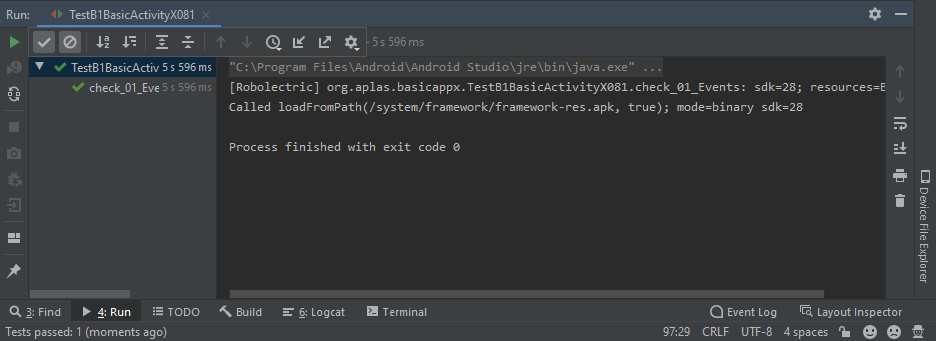 Run: TestB1BasicActivityX081
- 5 s 596 ms
TestB1BasicActiv 5 s 596 ms
check_01_Eve 5 s 596 ms
"C:\Program Files\Android\Android Studio\jre\bin\java.exe" ...
[Robolectric] org.aplas.basicappx.TestB1BasicActivityX081.check_01_Events: sdk=28; resources=B
Called loadFromPath(/system/framework/framework-res.apk, true); mode=binary sdk=28
Process finished with exit code 0
Device File Explorer
3: Find 4: Run TODO Build 6: Logcat Terminal Event Log Layout Inspector
Tests passed: 1 (moments ago) 97:29 CRLF UTF-8 4 spaces